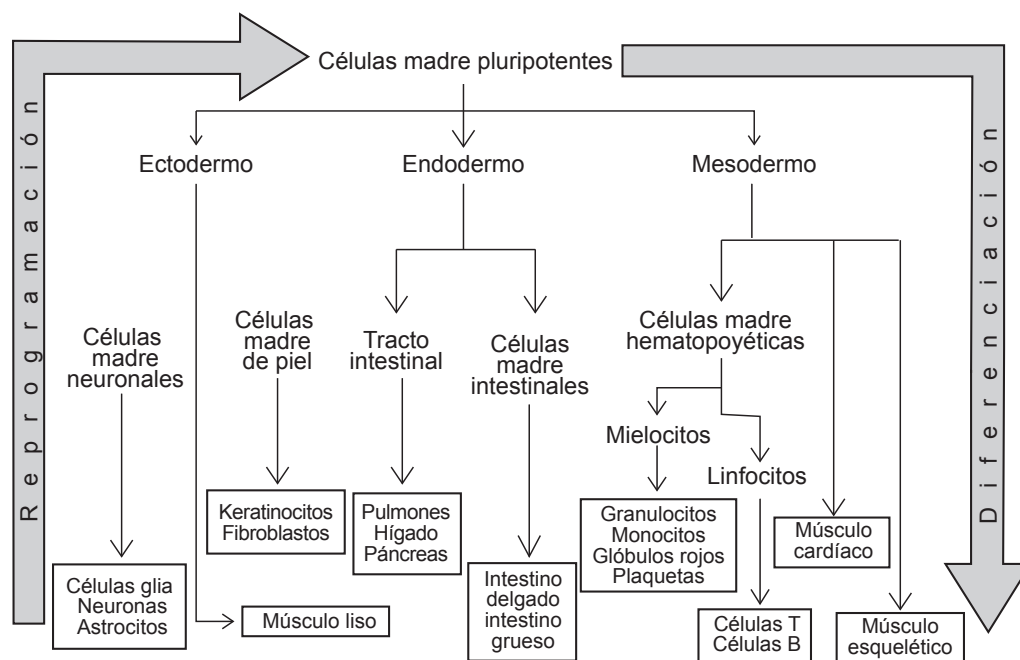 Células madre pluripotentes
Reprogramación
Diferenciación
Ectodermo
Endodermo
Mesodermo
Células
madre
neuronales
Células
madre
de piel
Tracto
intestinal
Células
madre
intestinales
Células madre
hematopoyéticas
Mielocitos
Linfocitos
Células glia
Neuronas
Astrocitos
Músculo liso
Keratinocitos
Fibroblastos
Pulmones
Hígado
Páncreas
Intestino
delgado
intestino
grueso
Granulocitos
Monocitos
Glóbulos rojos
Plaquetas
Células T
Células B
Músculo
cardíaco
Músculo
esquelético